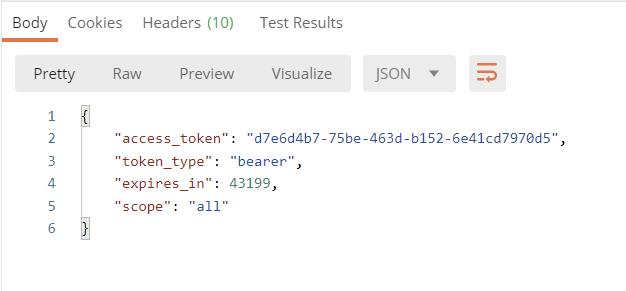 Body Cookies Headers (10) Test Results
Pretty Raw Preview Visualize JSON
1 {
2 "access_token": "d7e6d4b7-75be-463d-b152-6e41cd7970d5",
3 "token_type": "bearer",
4 "expires_in": 43199,
5 "scope": "all"
6 }